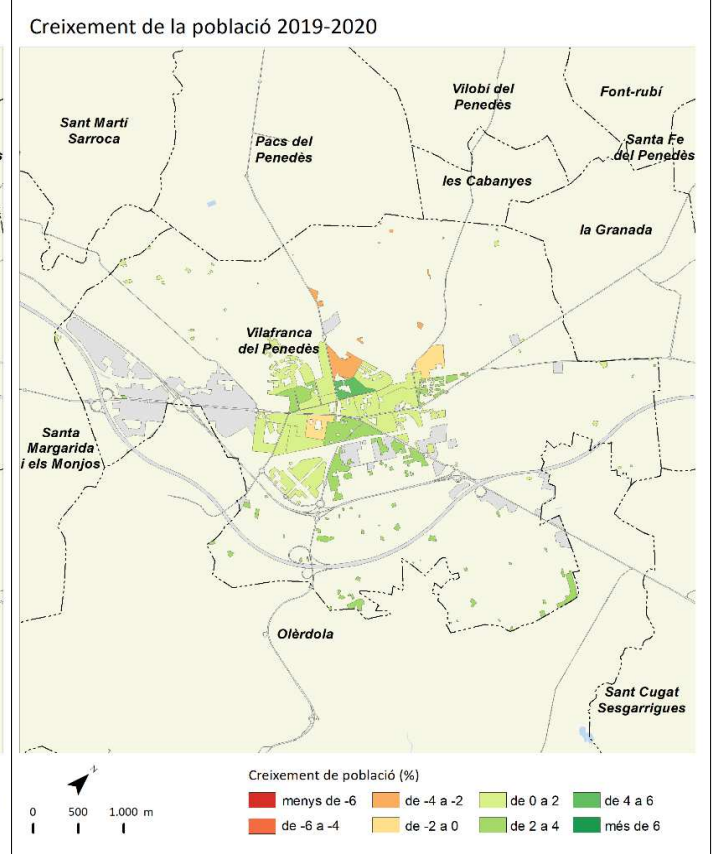 Creixement de la població 2019-2020
Vilobí del
Penedès
Font-rubí
Sant Martí
Sarroca
Pacs del
Penedès
Santa Fe
del Penedès
les Cabanyes
la Granada
Vilafranca
del Penedès
Santa
Margarida
i els Monjos
Olèrdola
Sant Cugat
Sesgarrigues
N
0 500 1.000 m
Creixement de població (%)
menys de -6
de -4 a -2
de 0 a 2
de 4 a 6
de -6 a -4
de -2 a 0
de 2 a 4
més de 6